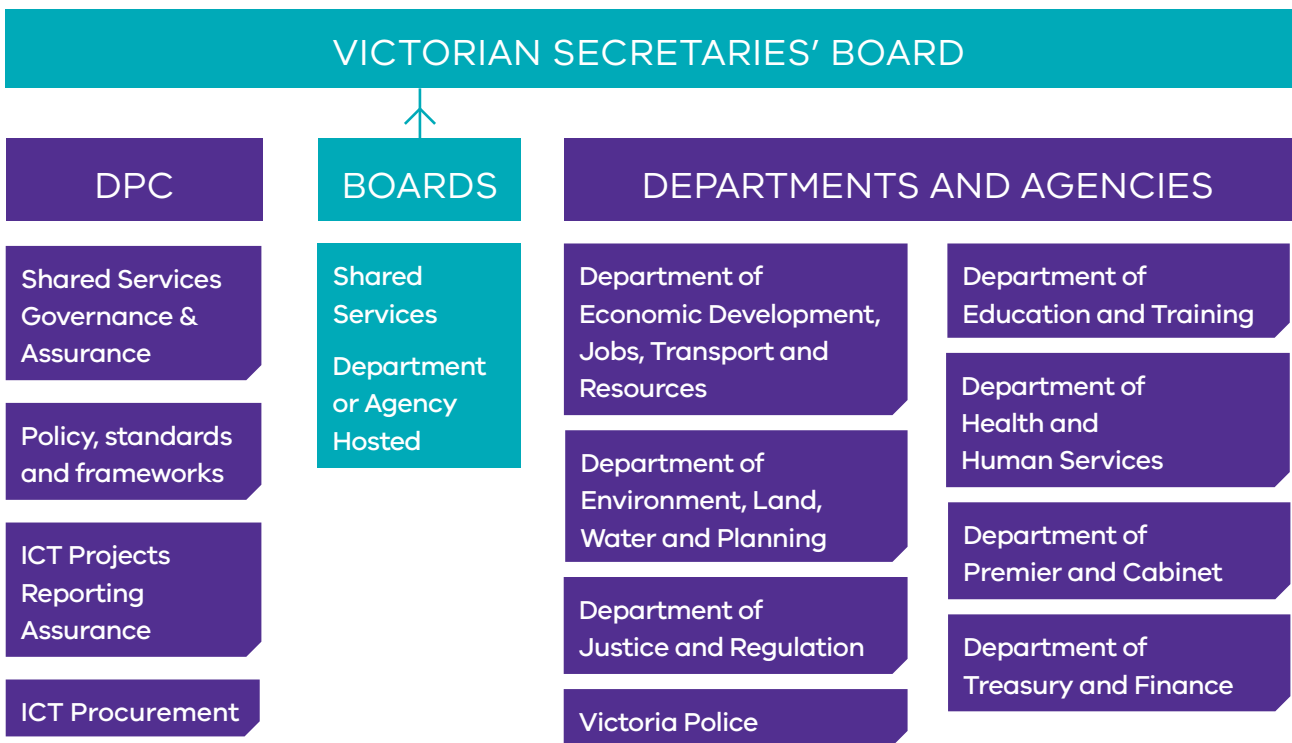 VICTORIAN SECRETARIES’ BOARD
DPC
Shared Services
Governance &
Assurance
Policy, standards
and frameworks
ICT Projects
Reporting
Assurance
ICT Procurement
BOARDS
Shared
Services
Department
or Agency
Hosted
DEPARTMENTS AND AGENCIES
Department of
Economic Development,
Jobs, Transport and
Resources
Department of
Environment, Land,
Water and Planning
Department of
Justice and Regulation
Victoria Police
Department of
Education and Training
Department of
Health and
Human Services
Department of
Premier and Cabinet
Department of
Treasury and Finance